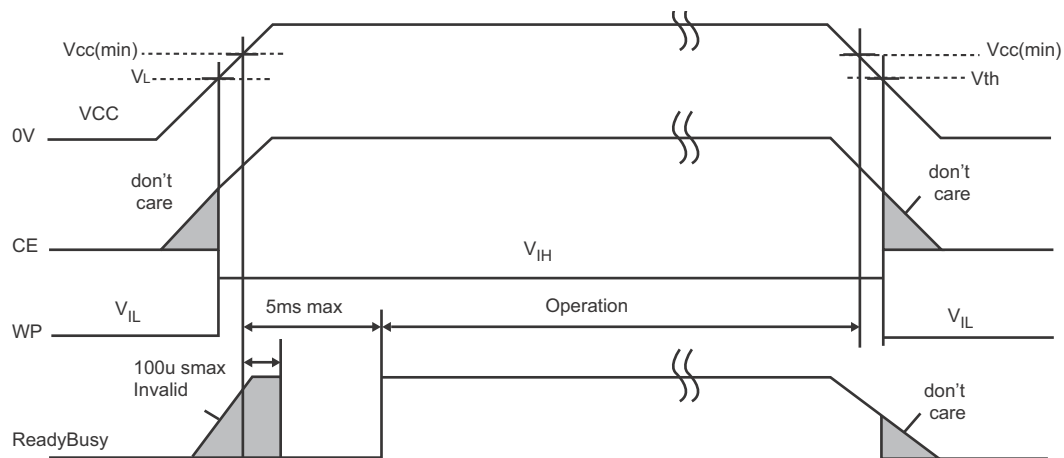 Vcc(min)
VL
VCC
0V
Vcc(min)
Vth
don't
care
don't
care
CE
VIH
VIL
WP
5ms max
Operation
VIL
100u smax
Invalid
don't
care
ReadyBusy